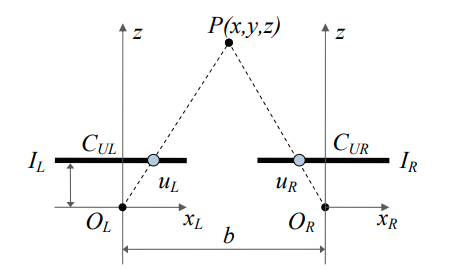 P(x,y,z)
z z
C_UL C_UR
I_L I_R
u_L u_R
O_L x_L O_R x_R
b